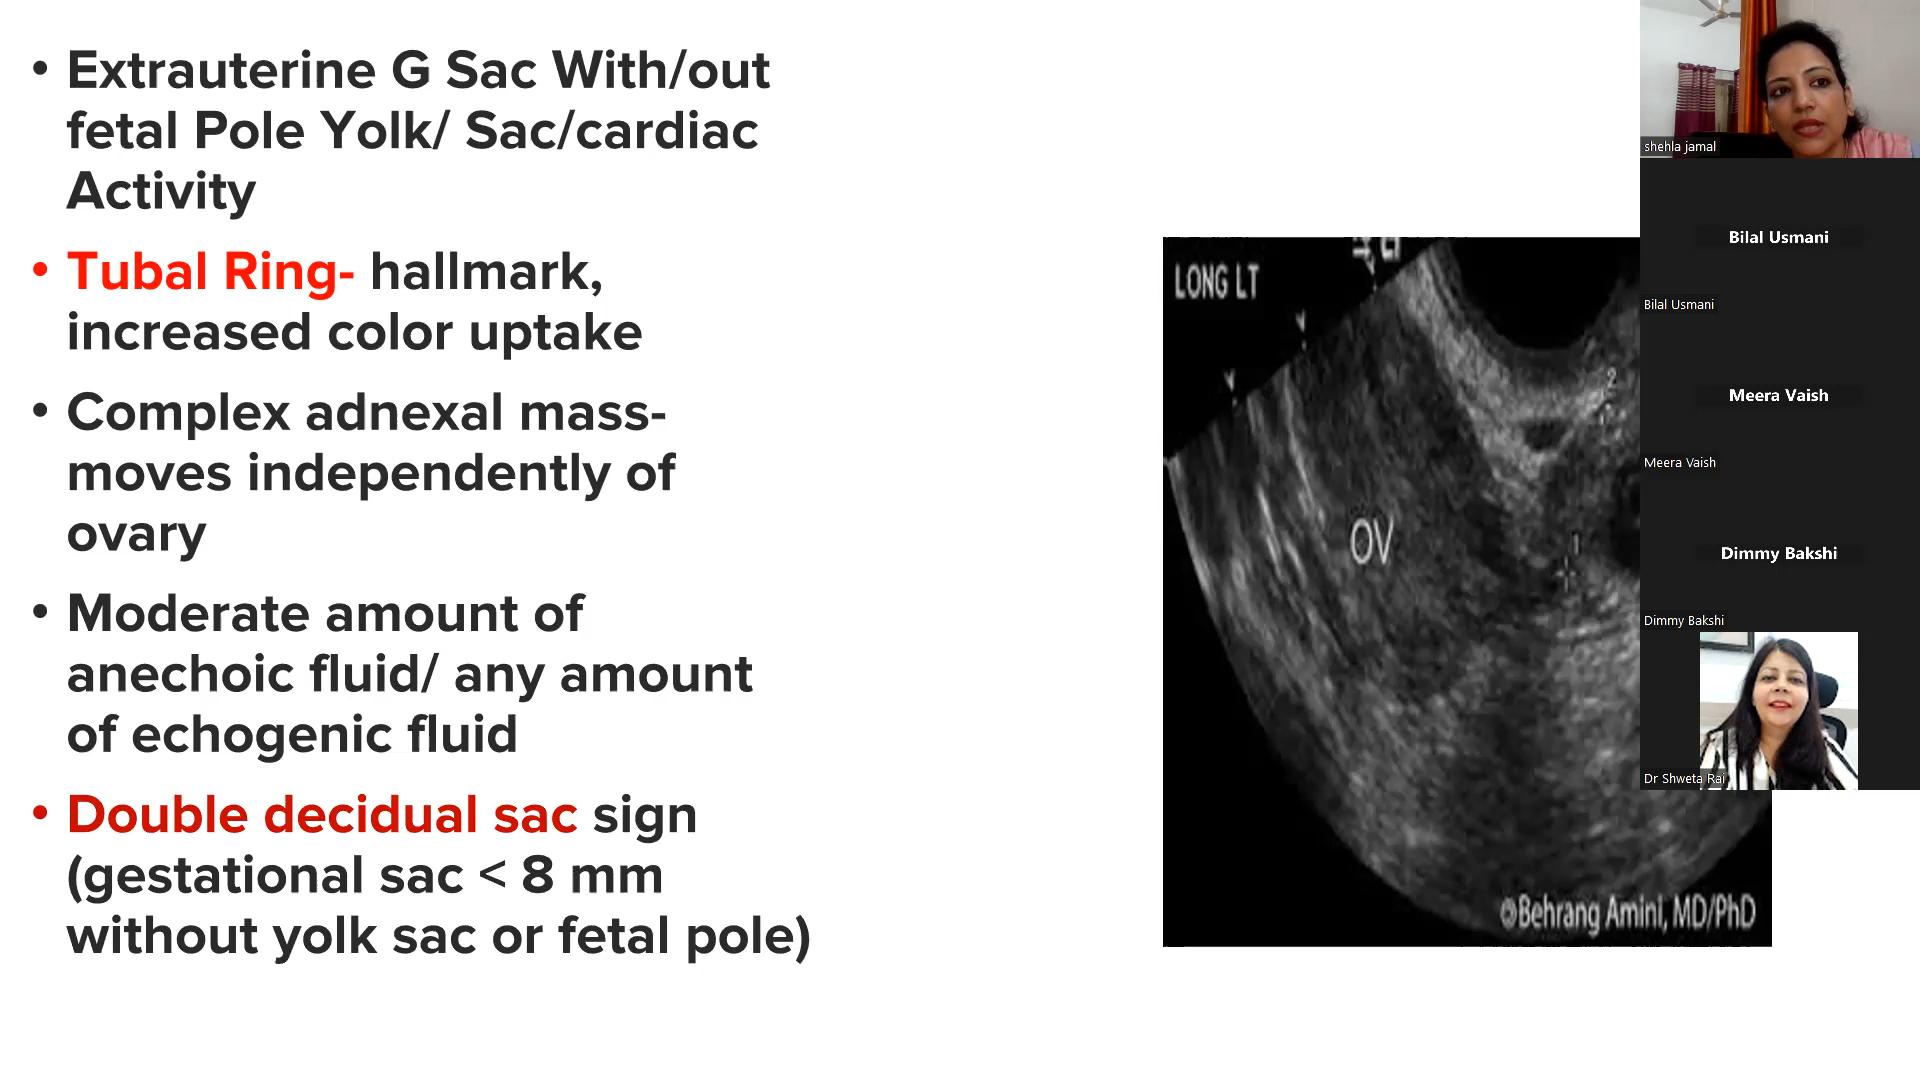 • Extrauterine G Sac With/out
fetal Pole Yolk/ Sac/cardiac
Activity
• Tubal Ring- hallmark,
increased color uptake
• Complex adnexal mass-
moves independently of
ovary
• Moderate amount of
anechoic fluid/ any amount
of echogenic fluid
• Double decidual sac sign
(gestational sac < 8 mm
without yolk sac or fetal pole)
LONG LT
2
OV
1
©Behrang Amini, MD/PhD
shehla jamal
Bilal Usmani
Bilal Usmani
Meera Vaish
Meera Vaish
Dimmy Bakshi
Dimmy Bakshi
Dr Shweta Rai